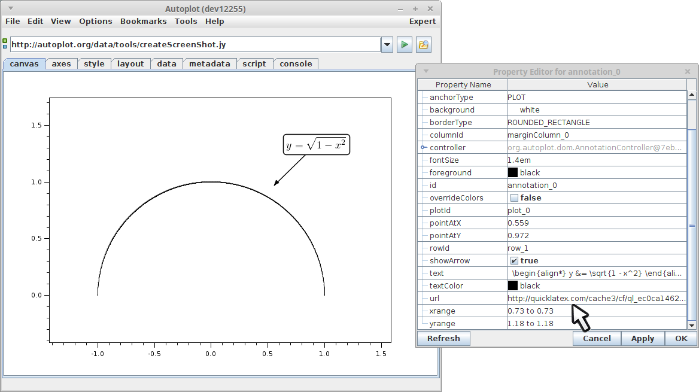 Autoplot (dev12255)
File Edit View Options Bookmarks Tools Help Expert
http://autoplot.org/data/tools/createScreenShot.jy
canvas axes style layout data metadata script console
y = √1 − x²
1.5
1.0
0.5
0.0
-1.0 -0.5 0.0 0.5 1.0 1.5
Property Editor for annotation_0
Property Name Value
anchorType PLOT
background white
borderType ROUNDED_RECTANGLE
columnId marginColumn_0
controller org.autoplot.dom.AnnotationController@7eb...
fontSize 1.4em
foreground black
id annotation_0
overrideColors false
plotId plot_0
pointAtX 0.559
pointAtY 0.972
rowId row_1
showArrow true
text \begin {align*} y &= \sqrt {1 - x^2} \end {ali...
textColor black
url http://quicklatex.com/cache3/cf/ql_ec0ca1462...
xrange 0.73 to 0.73
yrange 1.18 to 1.18
Refresh Cancel Apply OK